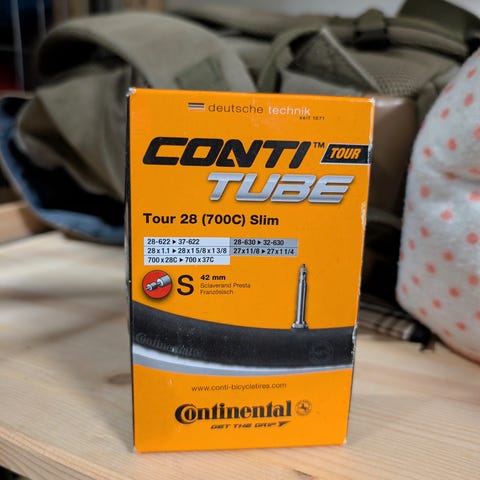 deutsche technik
seit 1871
CONTI™ TOUR
TUBE
Tour 28 (700C) Slim
28-622 ▸ 37-622 28-630 ▸ 32-630
28 x 1.1 ▸ 28 x 1 5/8 x 1 3/8 27 x 1 1/8 ▸ 27 x 1 1/4
700 x 28C ▸ 700 x 37C
S 42 mm
Sclaverand Presta
Französisch
Continental
www.conti-bicycletires.com
Continental
GET THE GRIP